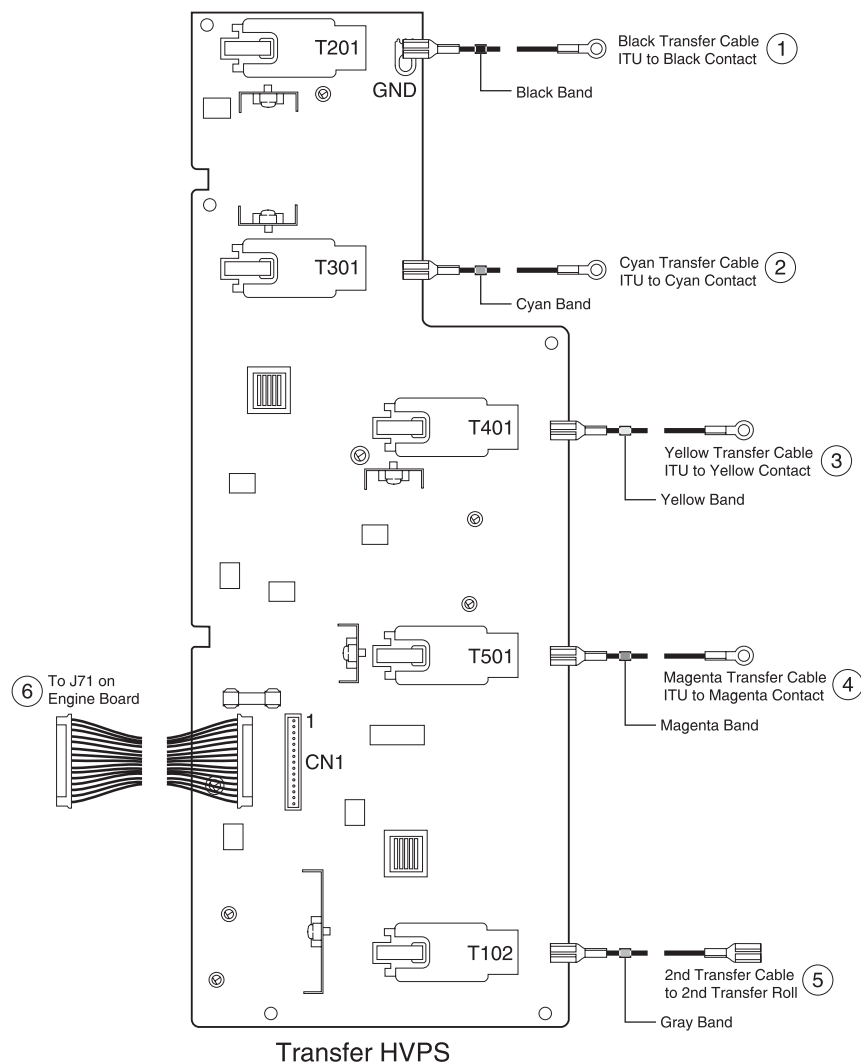 T201
GND
Black Transfer Cable
ITU to Black Contact
1
Black Band
T301
Cyan Transfer Cable
ITU to Cyan Contact
2
Cyan Band
T401
Yellow Transfer Cable
ITU to Yellow Contact
3
Yellow Band
T501
Magenta Transfer Cable
ITU to Magenta Contact
4
Magenta Band
6
To J71 on
Engine Board
1
CN1
T102
2nd Transfer Cable
to 2nd Transfer Roll
5
Gray Band
Transfer HVPS